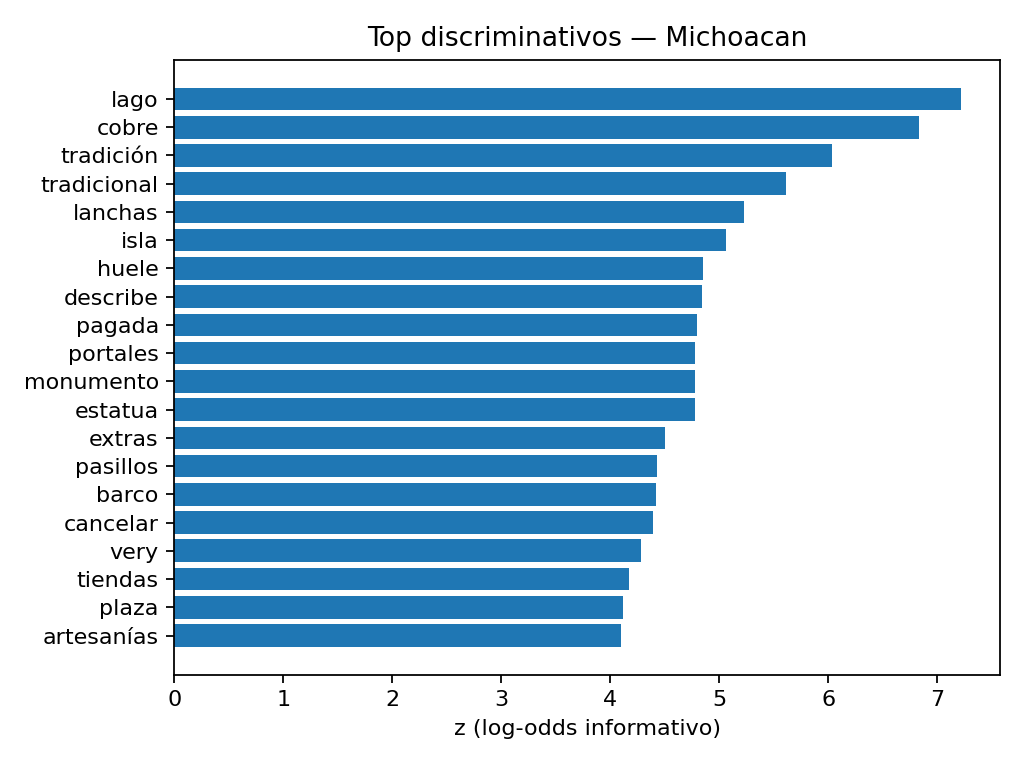 Top discriminativos — Michoacan
lago
cobre
tradición
tradicional
lanchas
isla
huele
describe
pagada
portales
monumento
estatua
extras
pasillos
barco
cancelar
very
tiendas
plaza
artesanías
0 1 2 3 4 5 6 7
z (log-odds informativo)